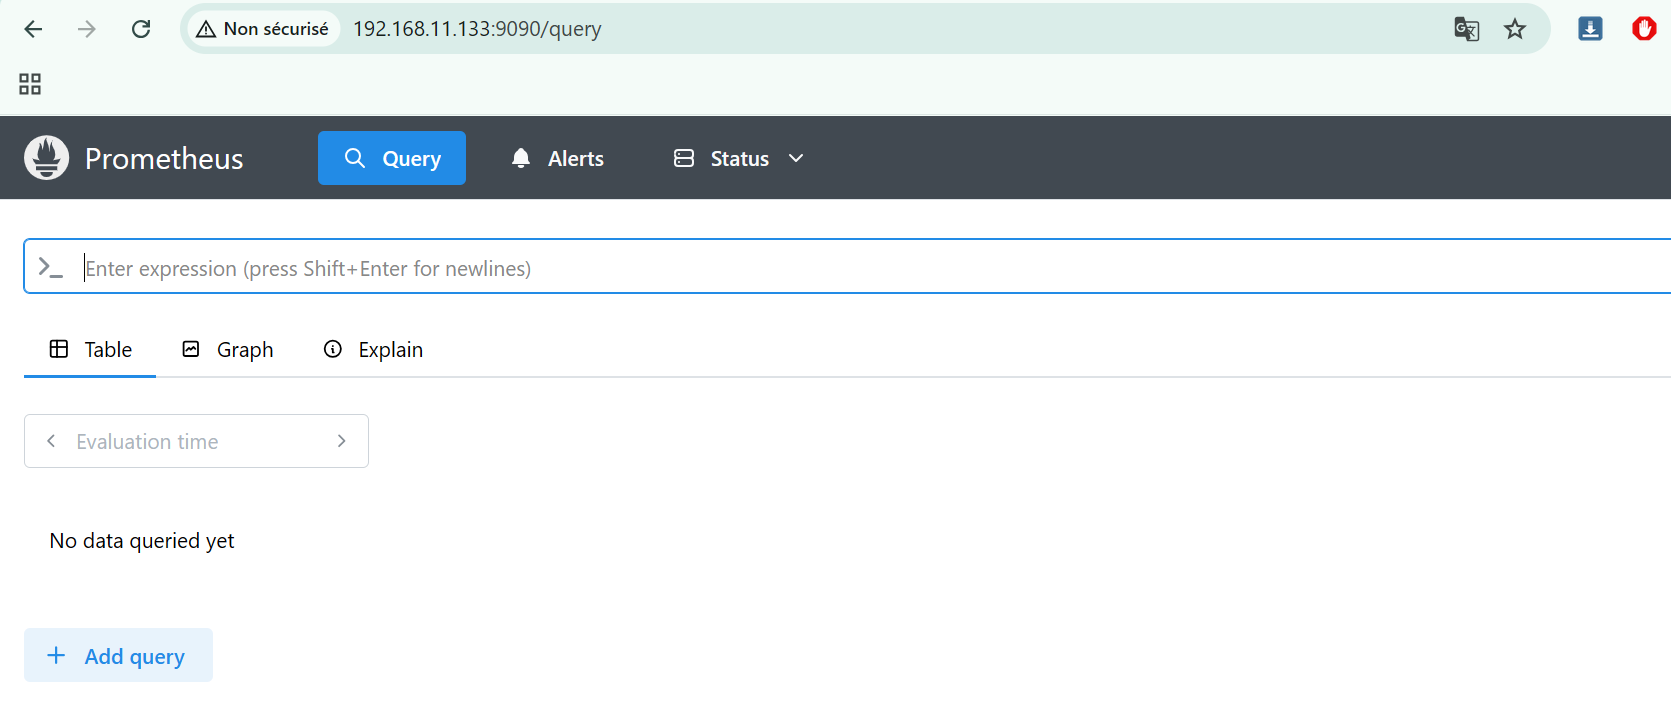 Non sécurisé 192.168.11.133:9090/query
Prometheus Query Alerts Status
Enter expression (press Shift+Enter for newlines)
Table Graph Explain
Evaluation time
No data queried yet
Add query